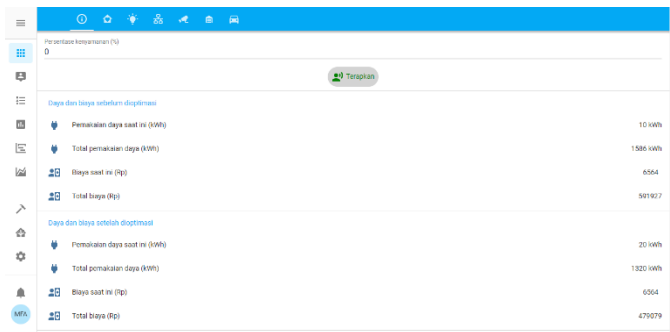 Persentase kenyamanan (%)
0
Terapkan
Daya dan biaya sebelum dioptimasi
Pemakaian daya saat ini (kWh) 10 kWh
Total pemakaian daya (kWh) 1586 kWh
Biaya saat ini (Rp) 6564
Total biaya (Rp) 591927
Daya dan biaya setelah dioptimasi
Pemakaian daya saat ini (kWh) 20 kWh
Total pemakaian daya (kWh) 1320 kWh
Biaya saat ini (Rp) 6564
MFA
Total biaya (Rp) 479079